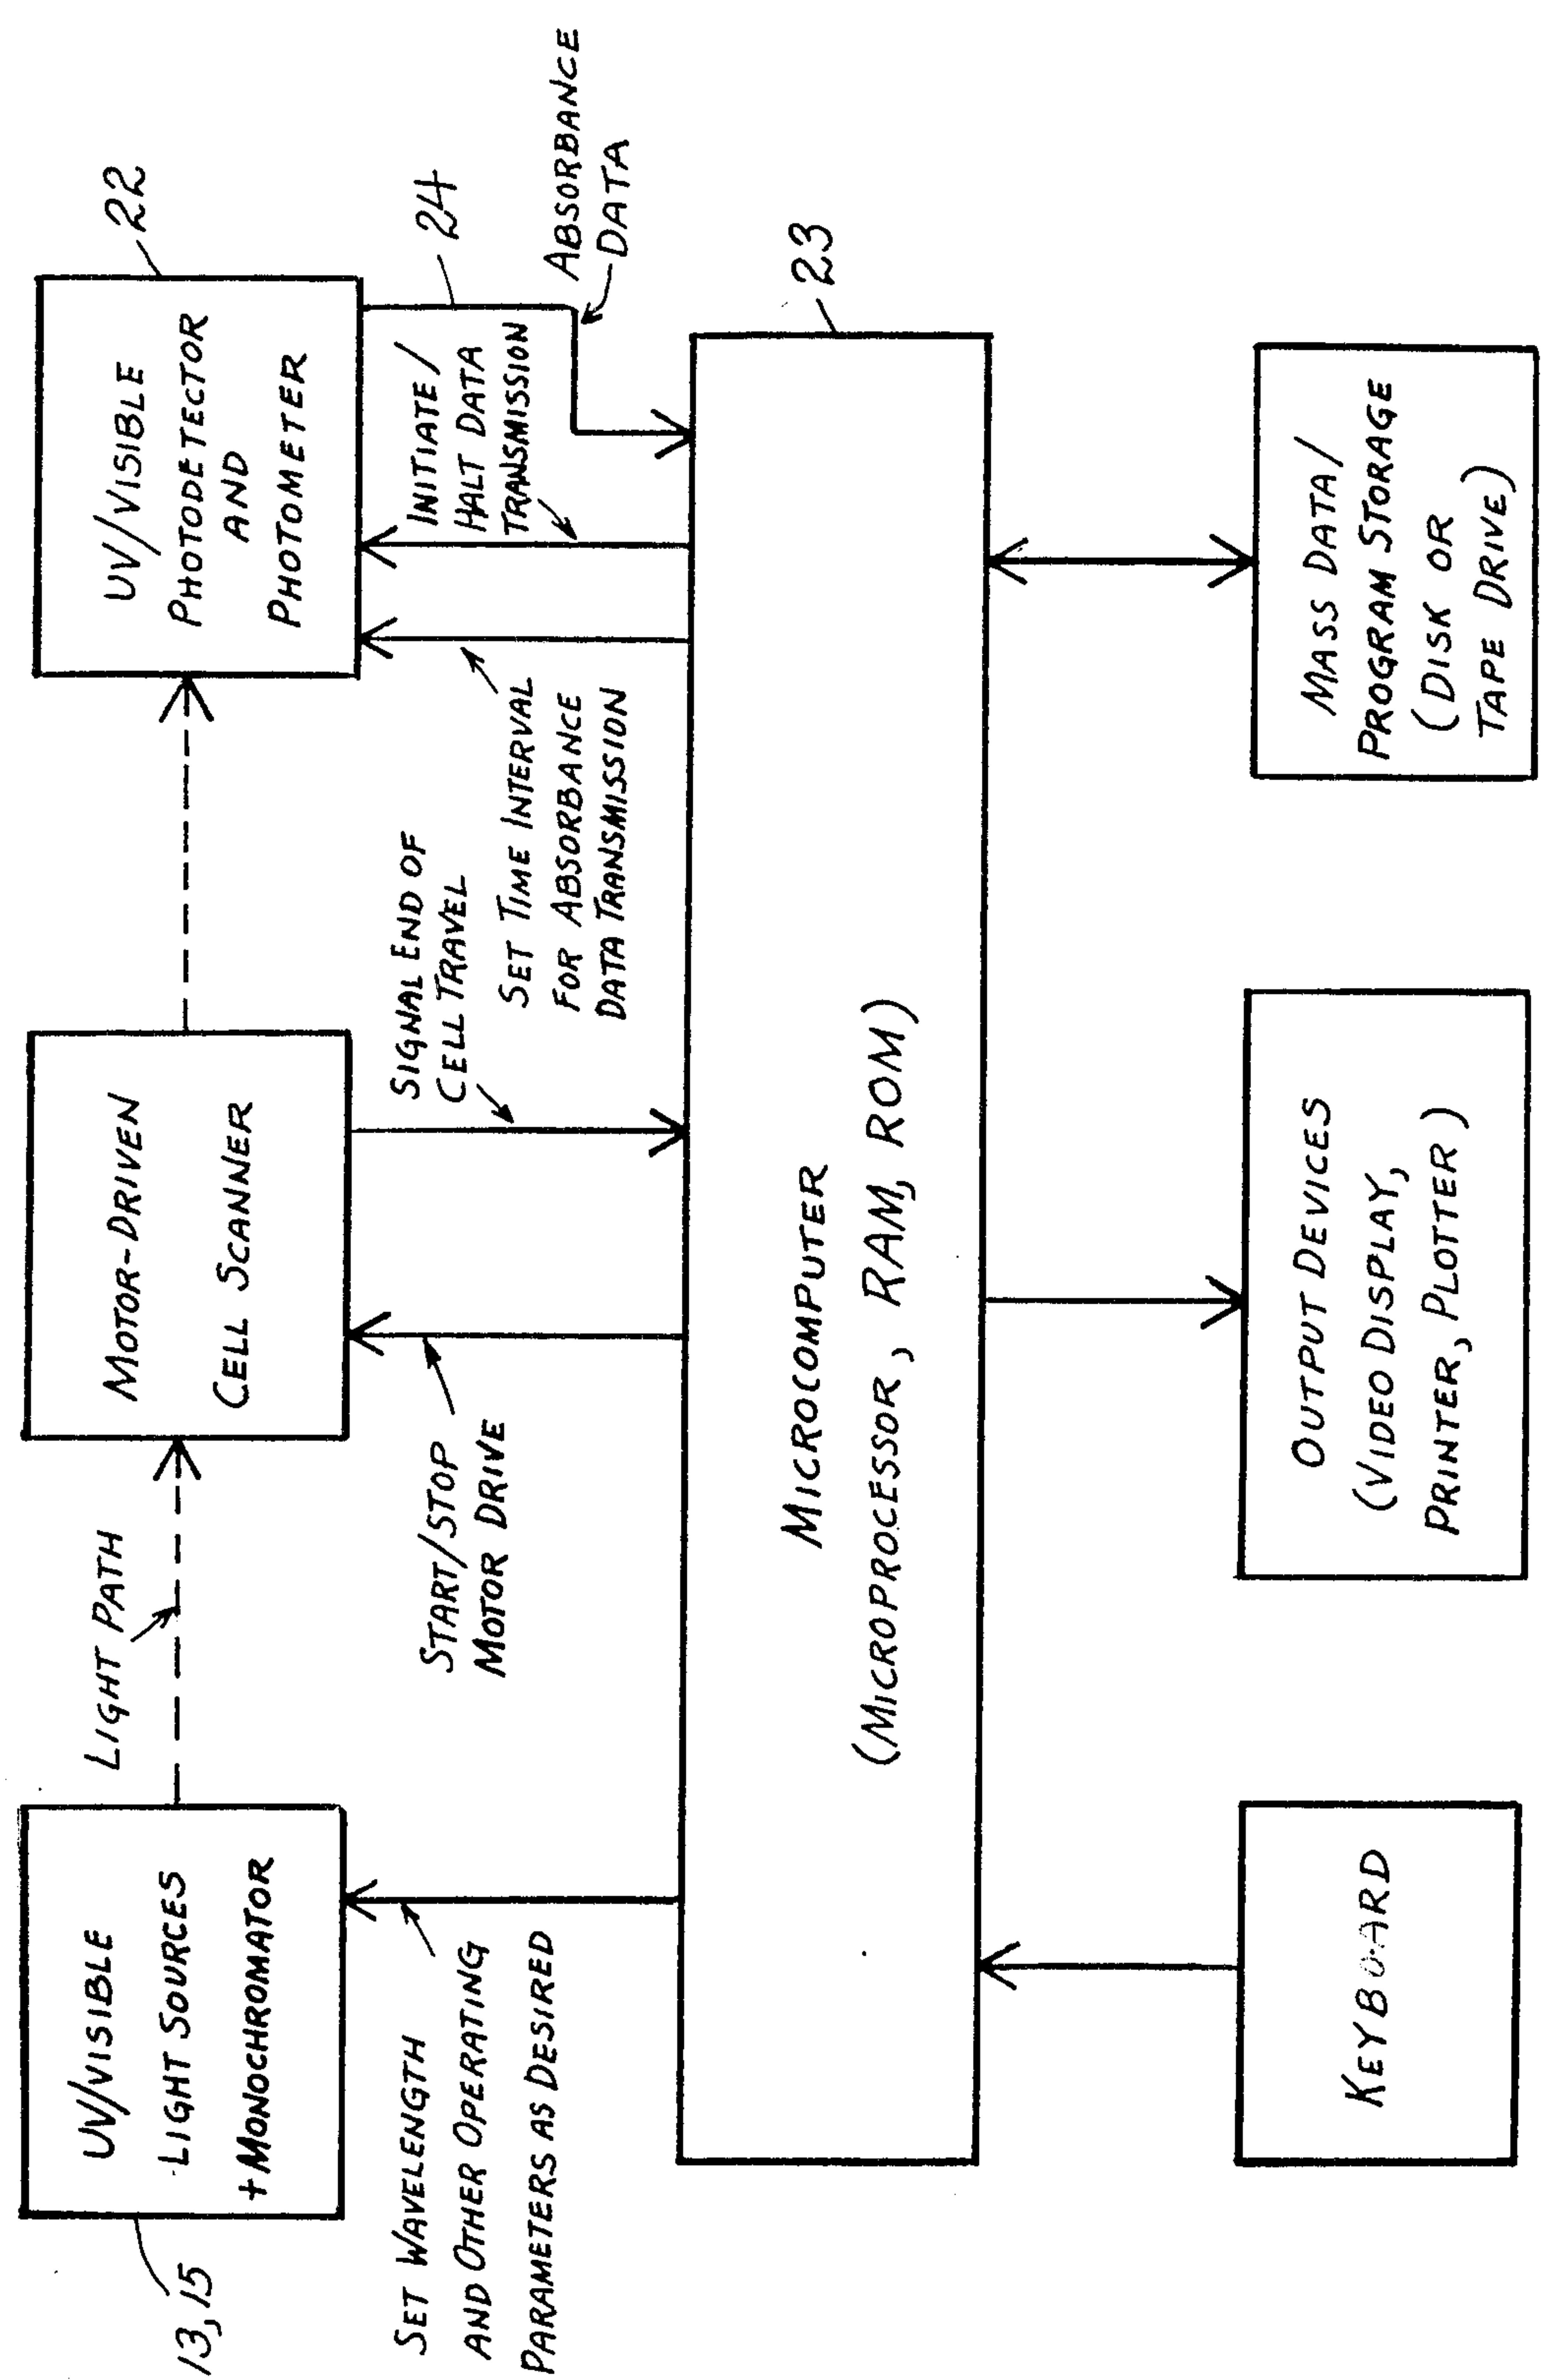 13, 15
UV/VISIBLE
LIGHT SOURCES
+MONOCHROMATOR
LIGHT PATH
MOTOR-DRIVEN
CELL SCANNER
UV/VISIBLE
PHOTODETECTOR
AND
PHOTOMETER
22
SET WAVELENGTH
AND OTHER OPERATING
PARAMETERS AS DESIRED
START/STOP
MOTOR DRIVE
SIGNAL END OF
CELL TRAVEL
SET TIME INTERVAL
FOR ABSORBANCE
DATA TRANSMISSION
INITIATE/
HALT DATA
TRANSMISSION
24
ABSORBANCE
DATA
23
MICROCOMPUTER
(MICROPROCESSOR, RAM, ROM)
KEYBOARD
OUTPUT DEVICES
(VIDEO DISPLAY,
PRINTER, PLOTTER)
MASS DATA/
PROGRAM STORAGE
(DISK OR
TAPE DRIVE)